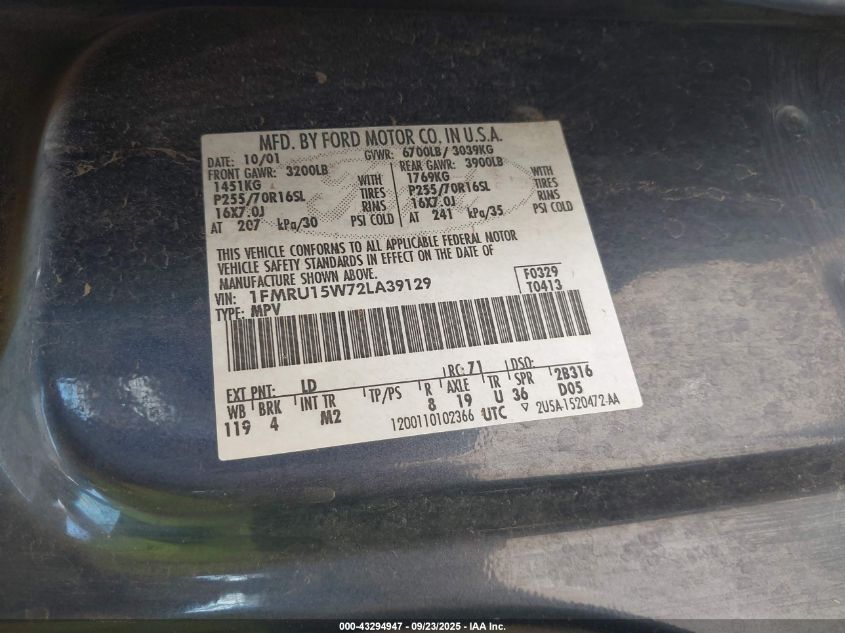 MFD. BY FORD MOTOR CO. IN U.S.A.
DATE: 10/01 GVWR: 6700LB/ 3039KG
FRONT GAWR: 3200LB REAR GAWR: 3900LB
1451KG WITH 1769KG WITH
P255/70R16SL TIRES P255/70R16SL TIRES
16X7.0J RINS 16X7.0J RINS
AT 207 kPa/30 PSI COLD AT 241 kPa/35 PSI COLD
THIS VEHICLE CONFORMS TO ALL APPLICABLE FEDERAL MOTOR
VEHICLE SAFETY STANDARDS IN EFFECT ON THE DATE OF
MANUFACTURE SHOWN ABOVE.
VIN: 1FMRU15W72LA39129 F0329
TYPE: MPV T0413
EXT PNT: LD RC: 71 DSO: 2B316
WB BRK INT TR TP/PS R AXLE TR SPR D05
119 4 M2 8 19 U 36
1200110102366 UTC ▽ 2U5A-1520472-AA
000-43294947 - 09/23/2025 - IAA Inc.